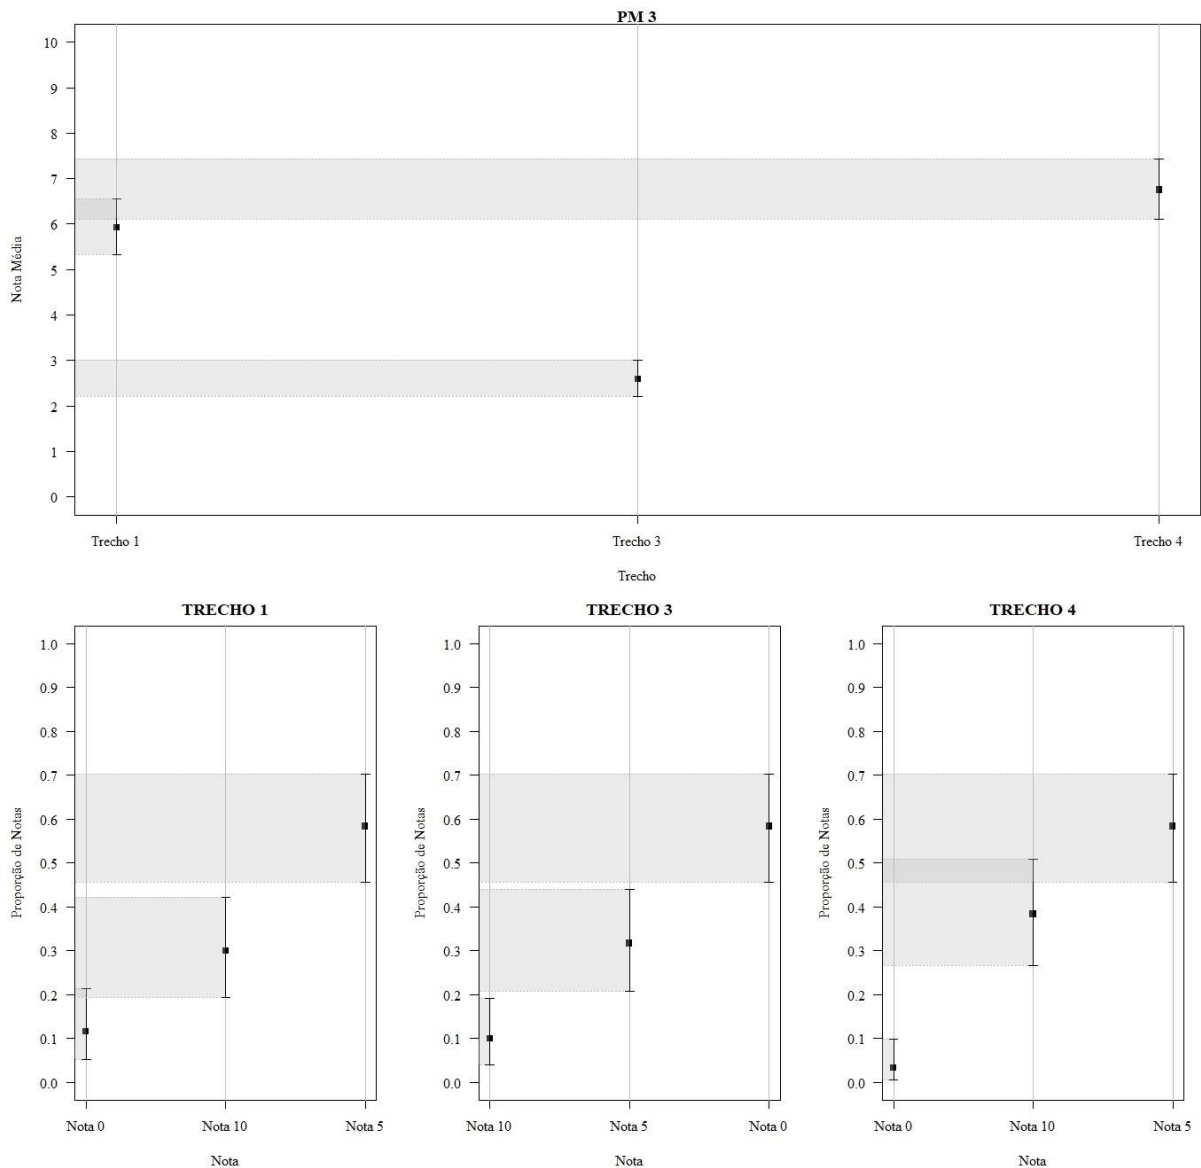 PM 3
10
9
8
7
6
5
4
3
2
1
0
Nota Média
Trecho 1 Trecho 3 Trecho 4
Trecho
TRECHO 1
1.0
0.9
0.8
0.7
0.6
0.5
0.4
0.3
0.2
0.1
0.0
Proporção de Notas
Nota 0 Nota 10 Nota 5
Nota
TRECHO 3
1.0
0.9
0.8
0.7
0.6
0.5
0.4
0.3
0.2
0.1
0.0
Proporção de Notas
Nota 10 Nota 5 Nota 0
Nota
TRECHO 4
1.0
0.9
0.8
0.7
0.6
0.5
0.4
0.3
0.2
0.1
0.0
Proporção de Notas
Nota 0 Nota 10 Nota 5
Nota